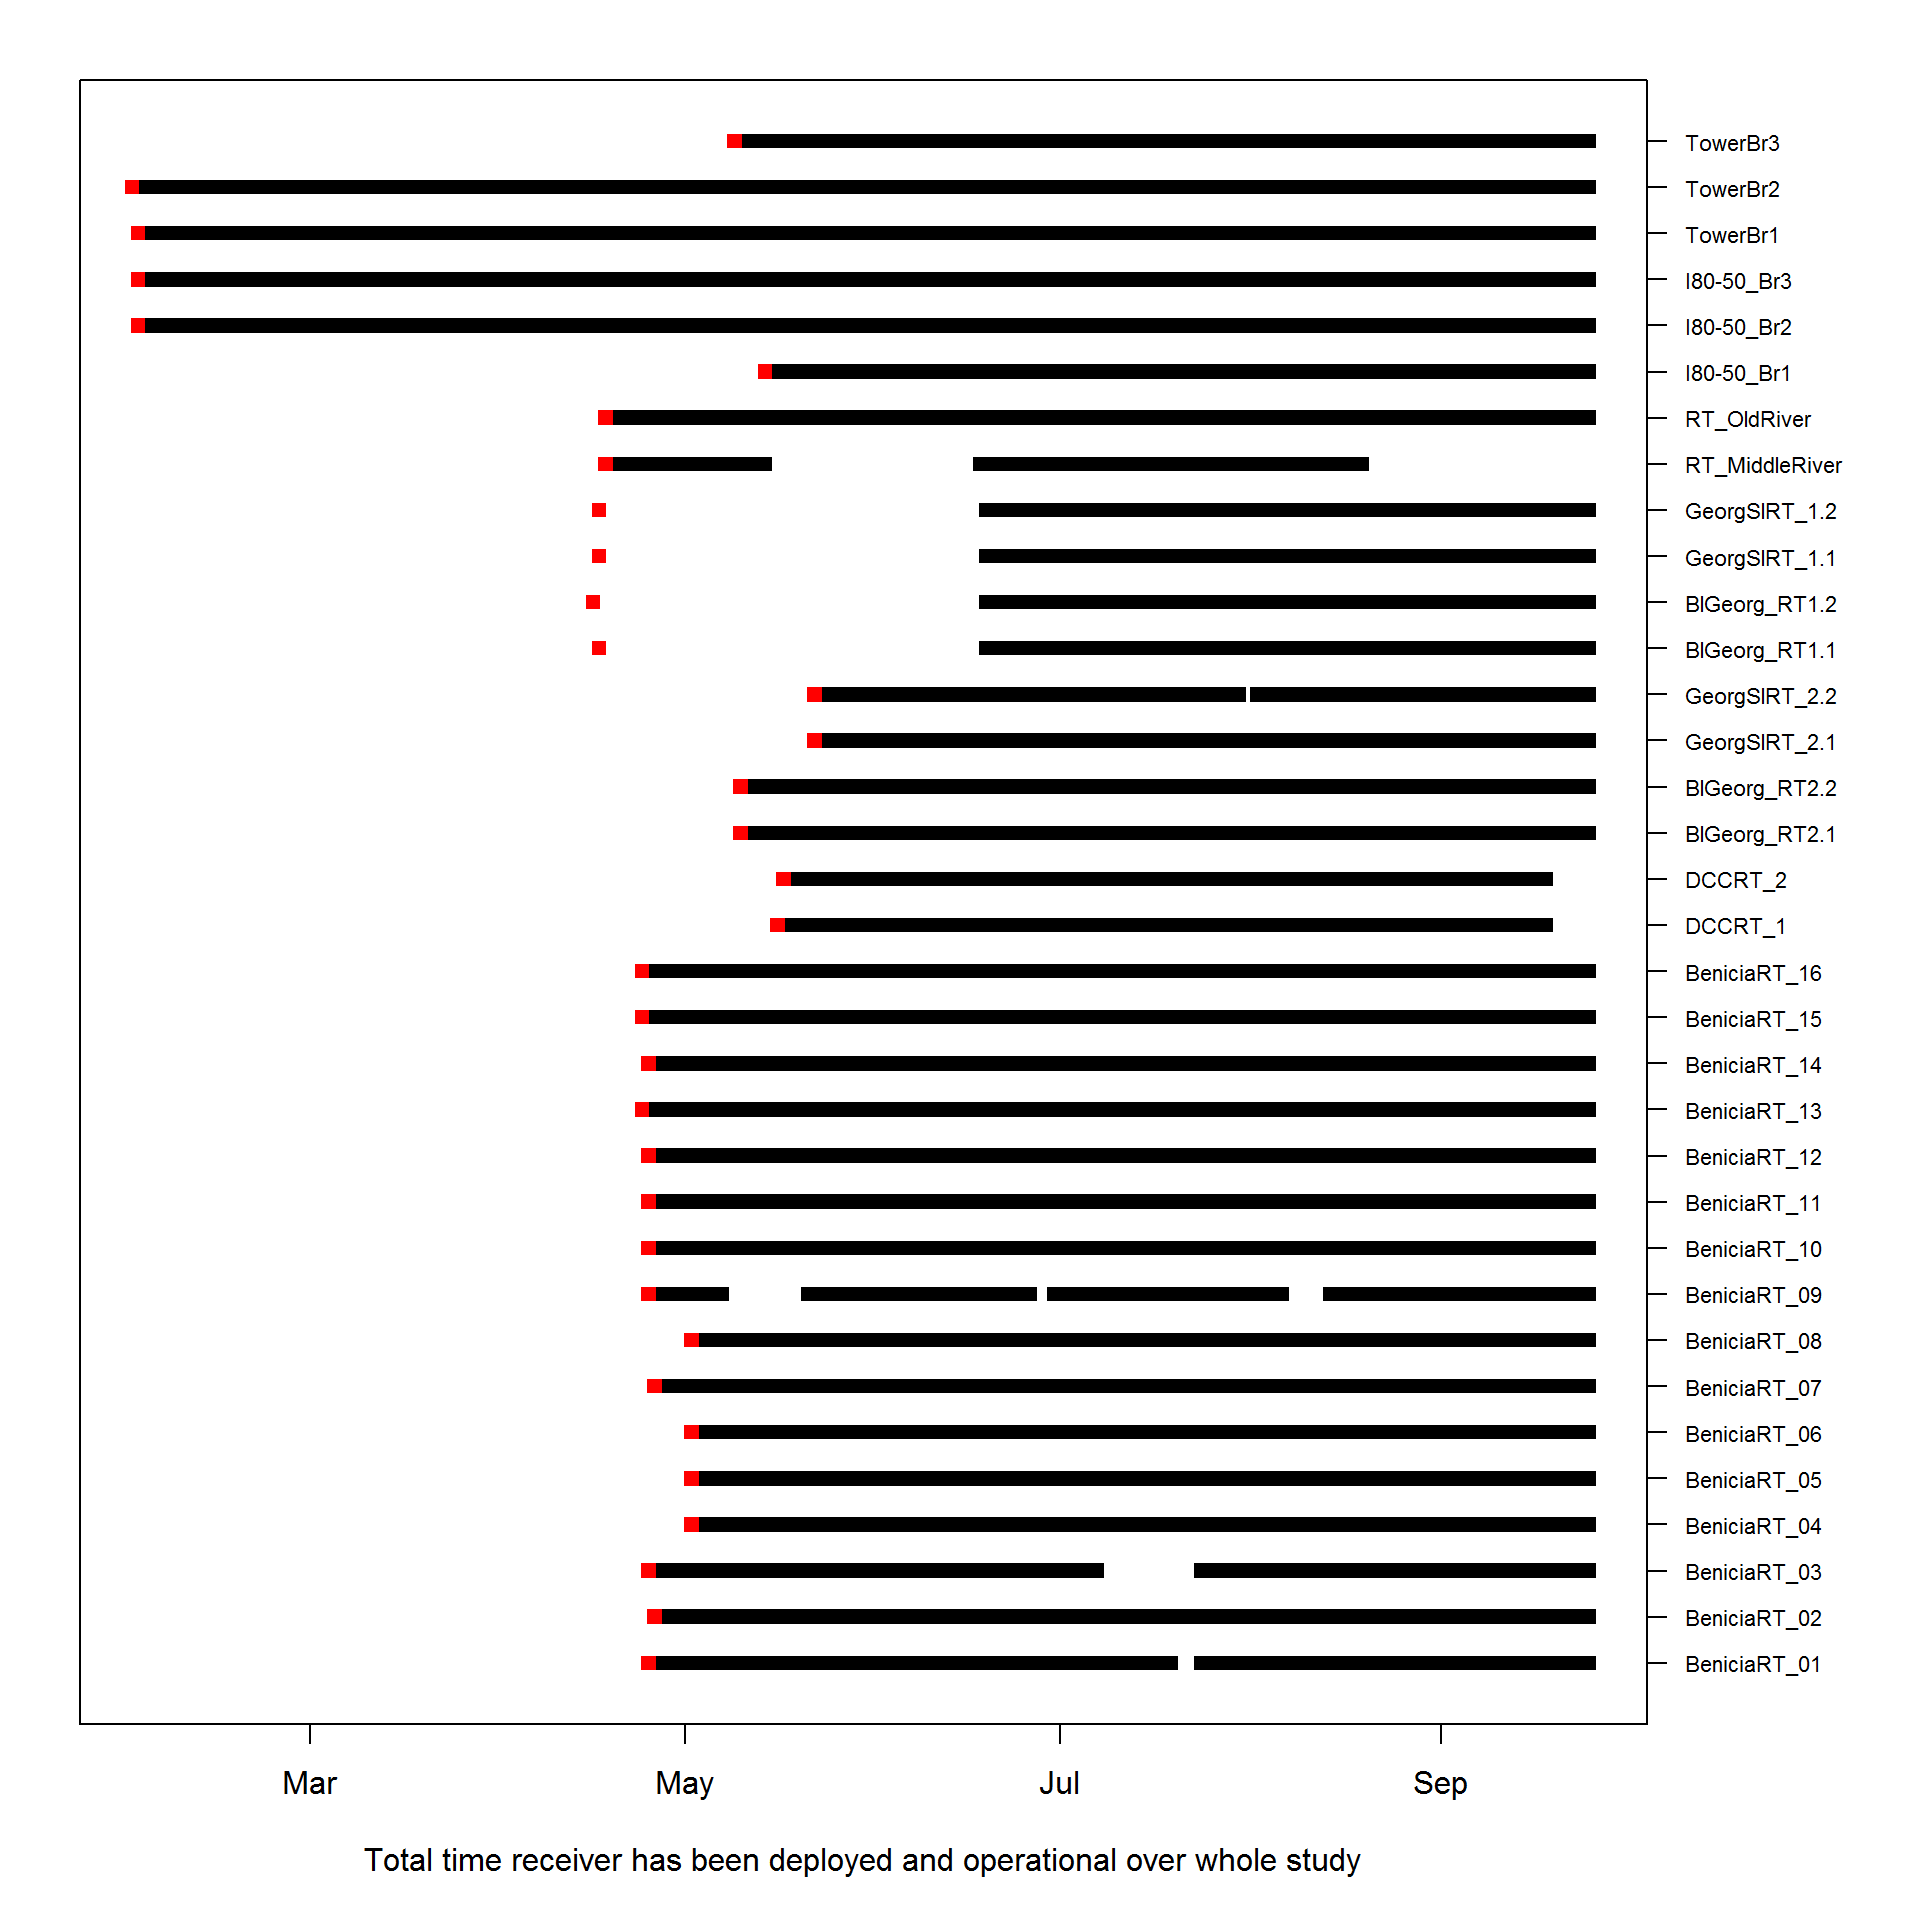 TowerBr3
TowerBr2
TowerBr1
I80-50_Br3
I80-50_Br2
I80-50_Br1
RT_OldRiver
RT_MiddleRiver
GeorgSlRT_1.2
GeorgSlRT_1.1
BlGeorg_RT1.2
BlGeorg_RT1.1
GeorgSlRT_2.2
GeorgSlRT_2.1
BlGeorg_RT2.2
BlGeorg_RT2.1
DCCRT_2
DCCRT_1
BeniciaRT_16
BeniciaRT_15
BeniciaRT_14
BeniciaRT_13
BeniciaRT_12
BeniciaRT_11
BeniciaRT_10
BeniciaRT_09
BeniciaRT_08
BeniciaRT_07
BeniciaRT_06
BeniciaRT_05
BeniciaRT_04
BeniciaRT_03
BeniciaRT_02
BeniciaRT_01
Mar May Jul Sep
Total time receiver has been deployed and operational over whole study